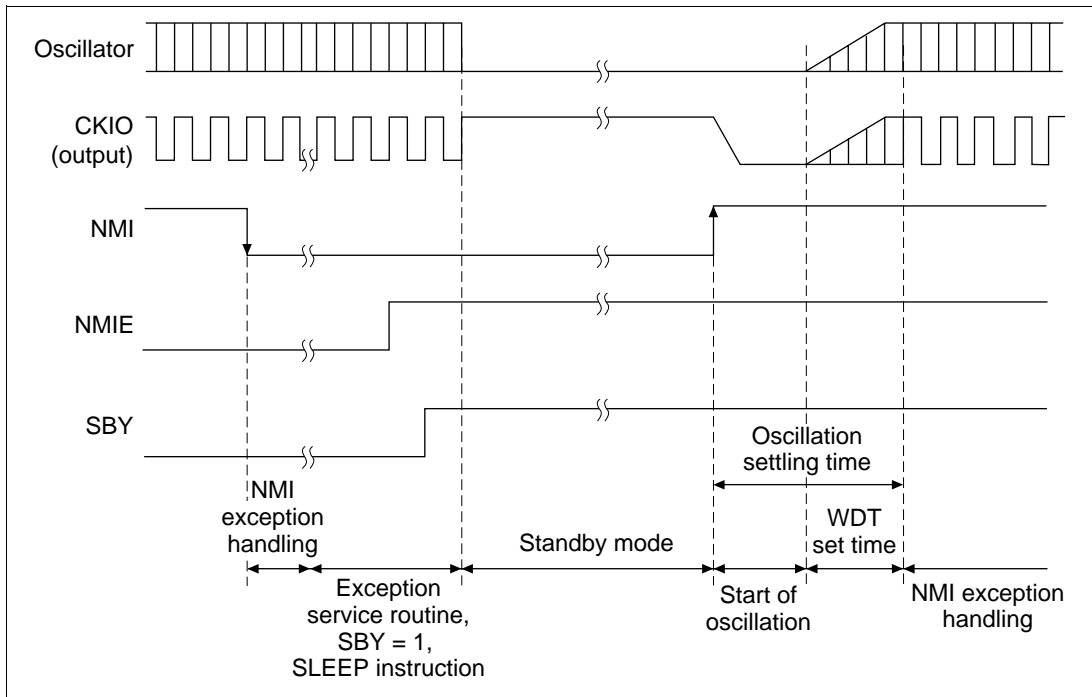 Oscillator
CKIO
(output)
NMI
NMIE
SBY
Oscillation
settling time
NMI
exception
handling
Exception
service routine,
SBY = 1,
SLEEP instruction
Standby mode
Start of
oscillation
WDT
set time
NMI exception
handling